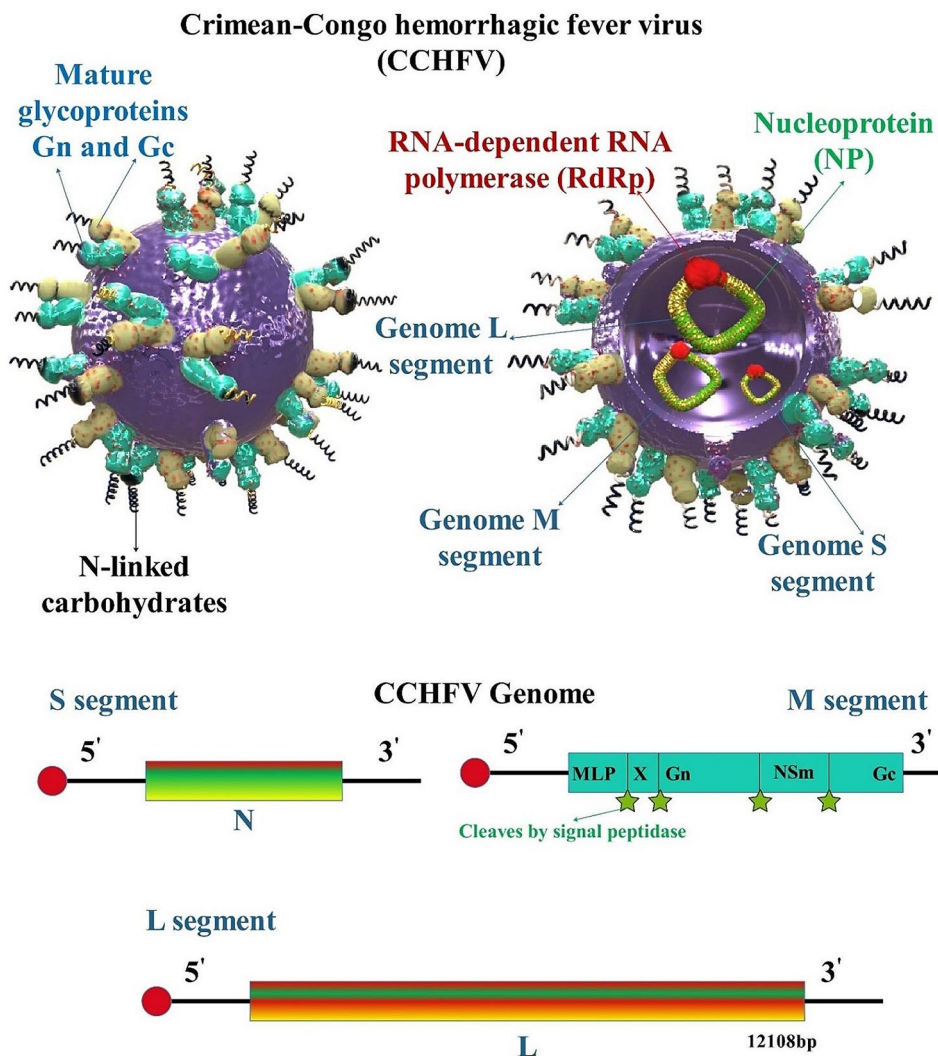 Crimean-Congo hemorrhagic fever virus
(CCHFV)
Mature
glycoproteins
Gn and Gc
RNA-dependent RNA
polymerase (RdRp)
Nucleoprotein
(NP)
Genome L
segment
Genome M
segment
Genome S
segment
N-linked
carbohydrates
CCHFV Genome
S segment
5'
3'
N
M segment
5'
3'
MLP X Gn NSm Gc
Cleaves by signal peptidase
L segment
5'
3'
L
12108bp